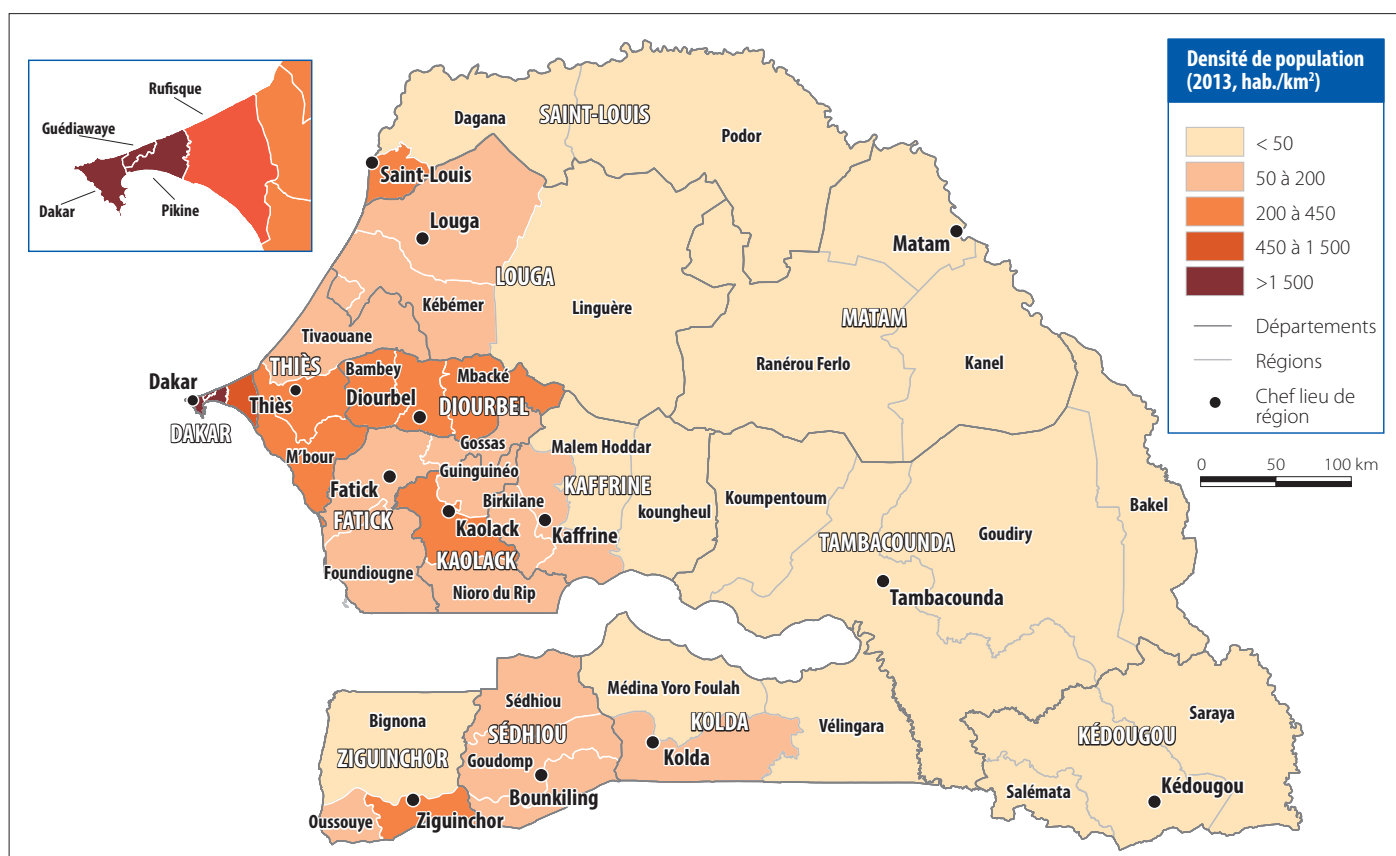 Rufisque
Guédiawaye
Dakar
Pikine
Densité de population
(2013, hab./km²)
< 50
50 à 200
200 à 450
450 à 1 500
>1 500
Départements
Régions
Chef lieu de
région
0 50 100 km
Dagana
SAINT-LOUIS
Podor
Saint-Louis
Louga
Matam
LOUGA
Kébémer
Linguère
MATAM
Tivaouane
Ranérou Ferlo
Kanel
THIÈS
Bambey
Mbacké
Dakar
Thiès
Diourbel
DIOURBEL
DAKAR
M'bour
Gossas
Malem Hoddar
Guinguinéo
Fatick
Birkilane
KAFFRINE
koungheul
Koumpentoum
Bakel
FATICK
Kaolack
Kaffrine
TAMBACOUNDA
Goudiry
KAOLACK
Foundiougne
Nioro du Rip
Tambacounda
Médina Yoro Foulah
Sédhiou
Bignona
SÉDHIOU
KOLDA
Vélingara
Saraya
KÉDOUGOU
ZIGUINCHOR
Goudomp
Kolda
Bounkiling
Salémata
Kédougou
Oussouye
Ziguinchor